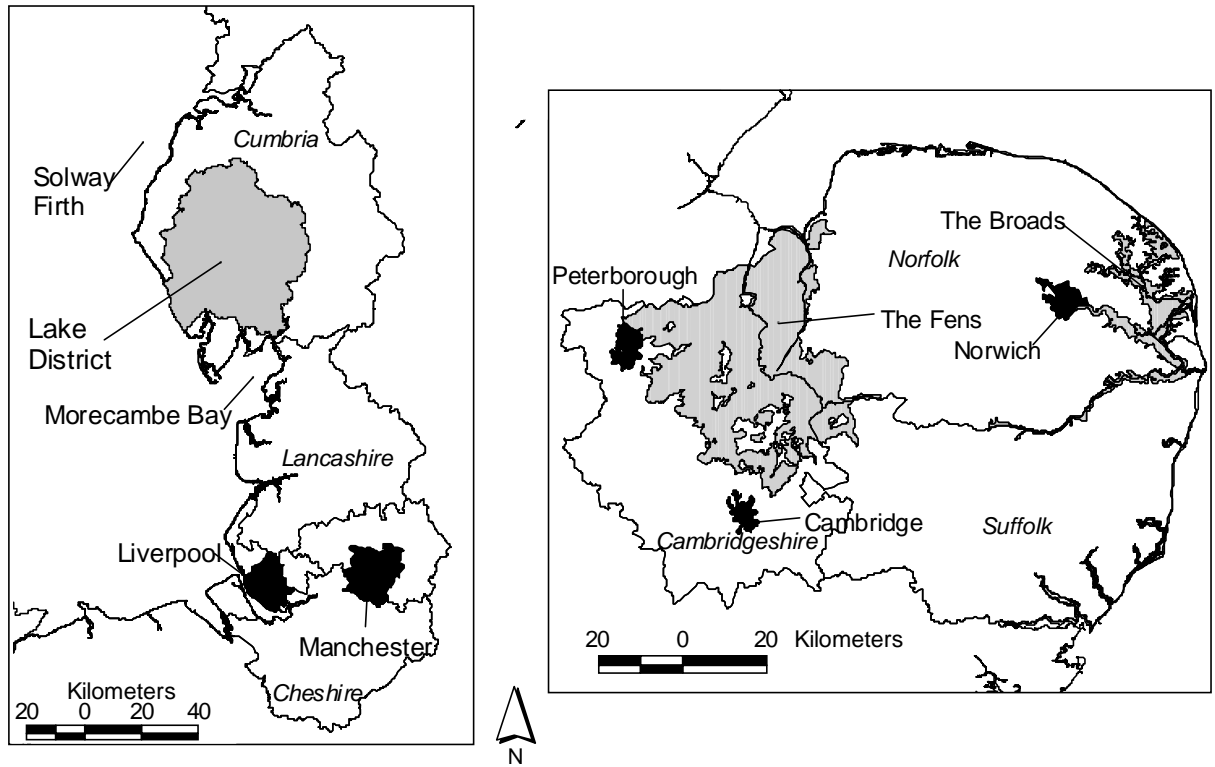 Cumbria
Solway
Firth
Lake
District
Morecambe Bay
Lancashire
Liverpool
Manchester
Cheshire
Kilometers
20 0 20 40
N
The Broads
Norfolk
Peterborough
The Fens
Norwich
Cambridge
Cambridgeshire
Suffolk
20 0 20 Kilometers